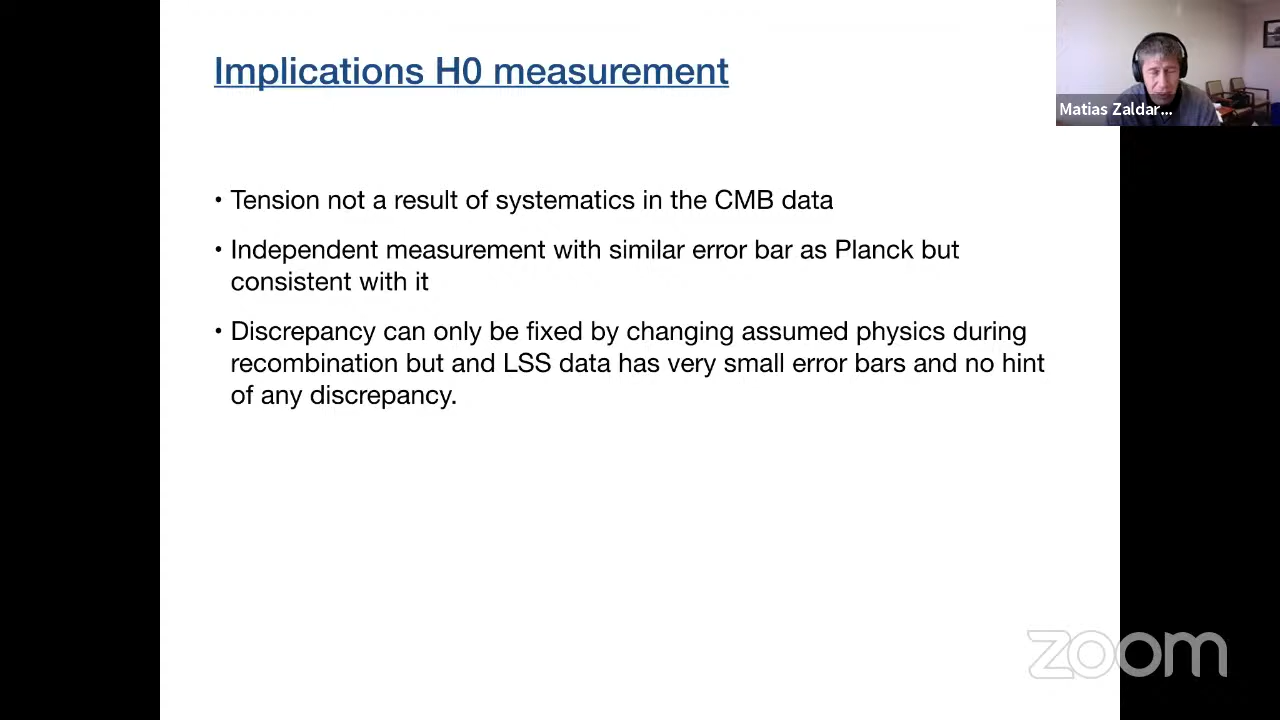 Implications H0 measurement
Matias Zaldar...
• Tension not a result of systematics in the CMB data
• Independent measurement with similar error bar as Planck but
consistent with it
• Discrepancy can only be fixed by changing assumed physics during
recombination but and LSS data has very small error bars and no hint
of any discrepancy.
zoom